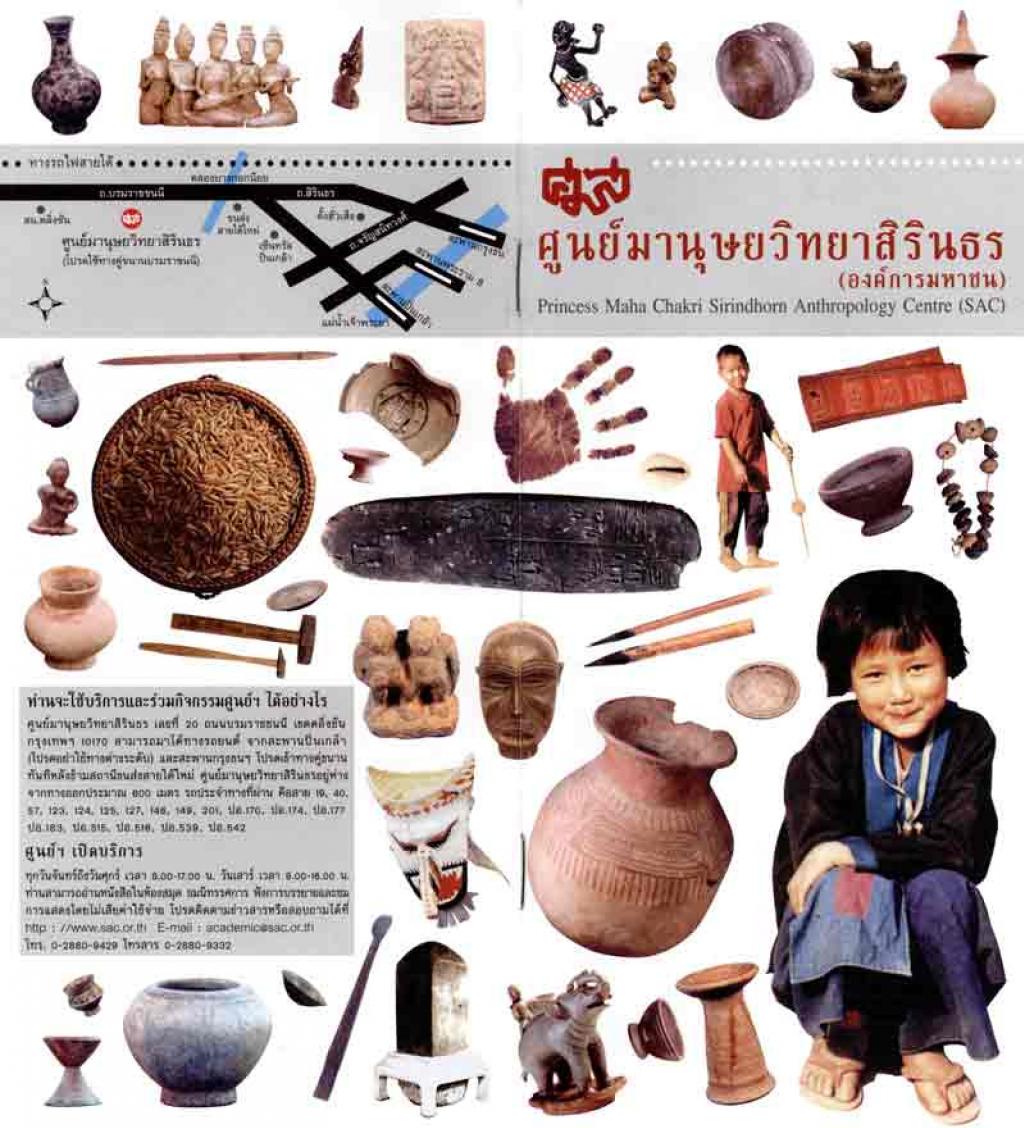 ทางรถไฟสายใต้
คลองบางกอกน้อย
ถ.บรมราชชนนี
ถ.สิรินธร
สน.ตลิ่งชัน
ศูนย์มานุษยวิทยาสิรินธร
(โปรดใช้ทางคู่ขนานบรมราชนนี)
ขนส่ง
สายใต้ใหม่
ตั้งฮั่วเส็ง
เซ็นทรัล
ปิ่นเกล้า
ถ.จรัญสนิทวงศ์
สะพานกรุงธน
สะพานพระราม 8
สะพานปิ่นเกล้า
แม่น้ำเจ้าพระยา
N
ศูนย์มานุษยวิทยาสิรินธร
(องค์การมหาชน)
Princess Maha Chakri Sirindhorn Anthropology Centre (SAC)
ท่านจะใช้บริการและร่วมกิจกรรมศูนย์ฯ ได้อย่างไร
ศูนย์มานุษยวิทยาสิรินธร เลขที่ 20 ถนนบรมราชชนนี เขตตลิ่งชัน
กรุงเทพฯ 10170 สามารถมาได้ทางรถยนต์ จากสะพานปิ่นเกล้า
(โปรดอย่าใช้ทางต่างระดับ) และสะพานกรุงธนฯ โปรดเข้าทางคู่ขนาน
ทันทีหลังข้ามสถานีขนส่งสายใต้ใหม่ ศูนย์มานุษยวิทยาสิรินธรอยู่ห่าง
จากทางออกประมาณ 600 เมตร รถประจำทางที่ผ่าน คือสาย 19, 40,
57, 123, 124, 125, 127, 146, 149, 201, ปอ.170, ปอ.174, ปอ.177
ปอ.183, ปอ.515, ปอ.516, ปอ.539, ปอ.542
ศูนย์ฯ เปิดบริการ
ทุกวันจันทร์ถึงวันศุกร์ เวลา 8.00-17.00 น. วันเสาร์ เวลา 9.00-16.00 น.
ท่านสามารถอ่านหนังสือในห้องสมุด ชมนิทรรศการ ฟังการบรรยายและชม
การแสดงโดยไม่เสียค่าใช้จ่าย โปรดติดตามข่าวสารหรือสอบถามได้ที่
http : //www.sac.or.th E-mail : academic@sac.or.th
โทร. 0-2880-9429 โทรสาร 0-2880-9332